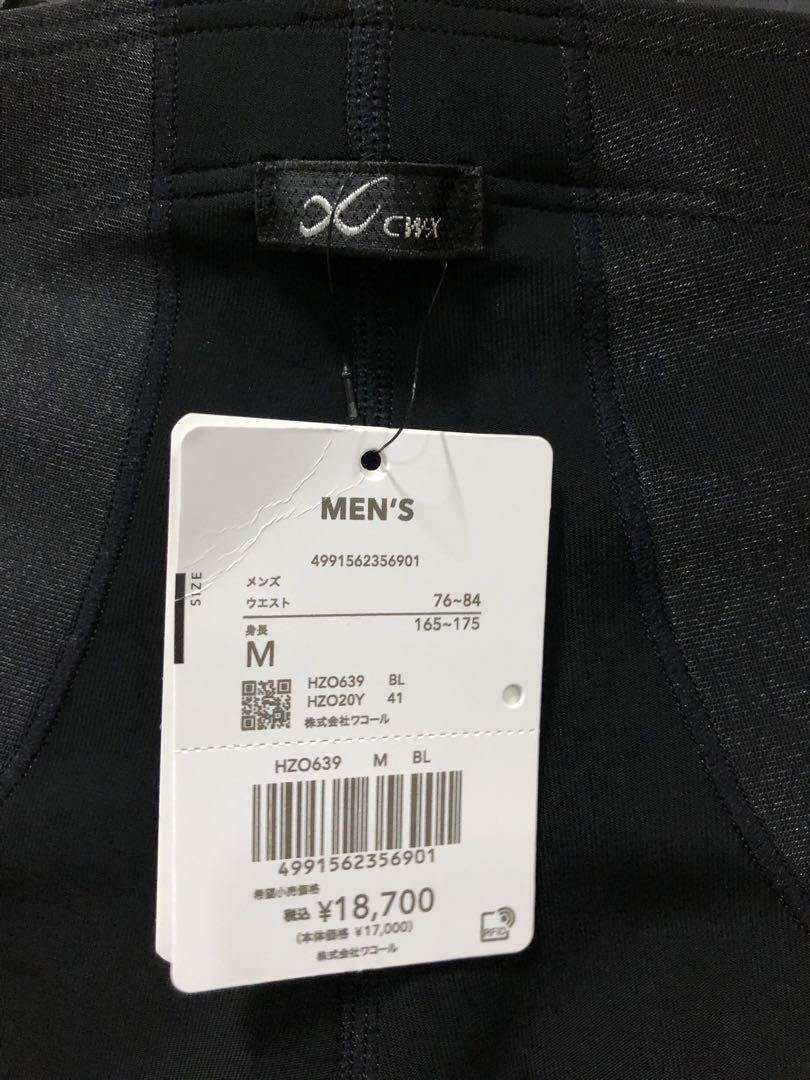 CW-X
MEN'S
4991562356901
SIZE
メンズ
ウエスト 76~84
身長 165~175
M
HZO639 BL
HZO20Y 41
株式会社ワコール
HZO639 M BL
4991562356901
希望小売価格
税込 ¥18,700
(本体価格 ¥17,000)
株式会社ワコール
RFID